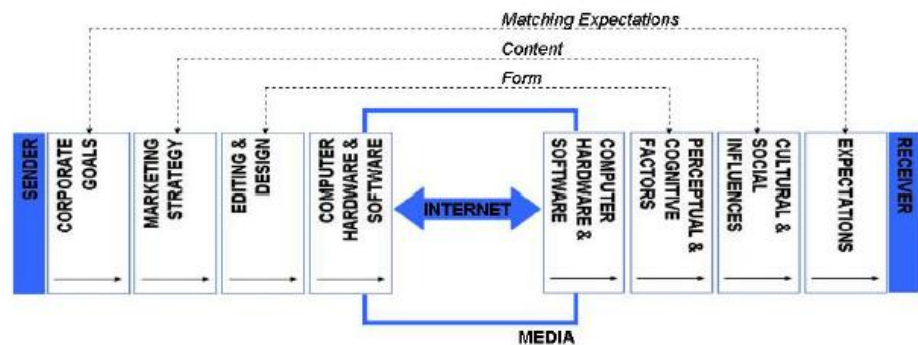 Matching Expectations
Content
Form
SENDER
CORPORATE
GOALS
MARKETING
STRATEGY
EDITING &
DESIGN
COMPUTER
HARDWARE &
SOFTWARE
INTERNET
COMPUTER
HARDWARE &
SOFTWARE
PERCEPTUAL &
COGNITIVE
FACTORS
CULTURAL &
SOCIAL
INFLUENCES
EXPECTATIONS
RECEIVER
MEDIA